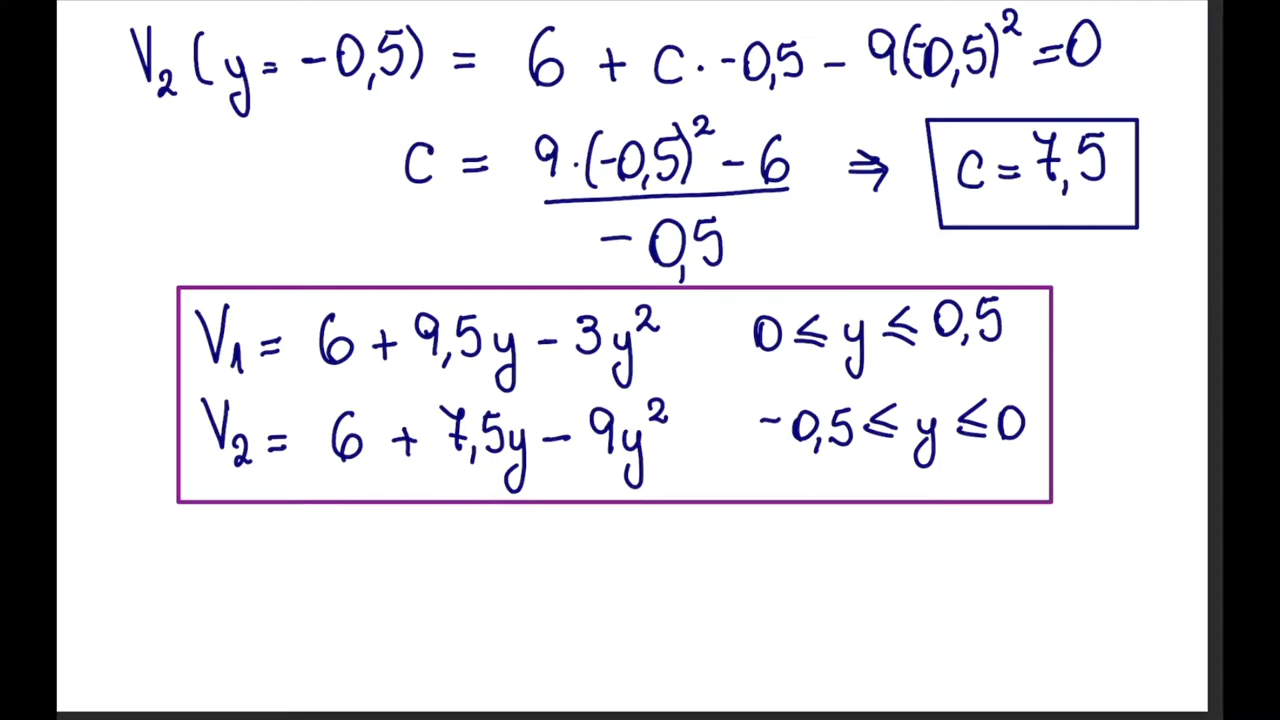 V₂(y = -0,5) = 6 + C · -0,5 - 9(-0,5)² = 0
C = 9·(-0,5)² - 6 / -0,5 ⇒ C = 7,5
V₁ = 6 + 9,5y - 3y² 0 ≤ y ≤ 0,5
V₂ = 6 + 7,5y - 9y² -0,5 ≤ y ≤ 0